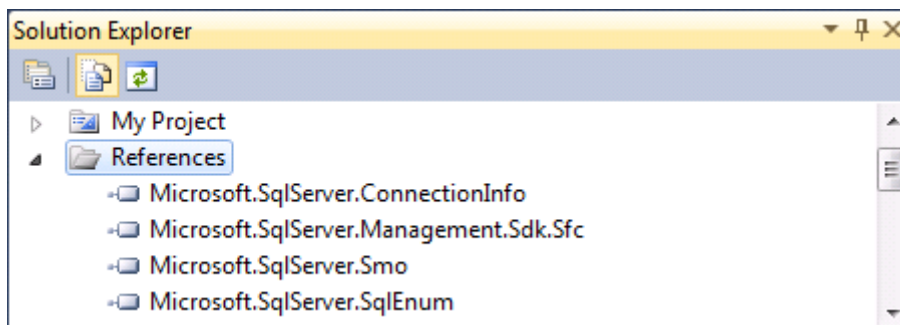 Solution Explorer
My Project
References
Microsoft.SqlServer.ConnectionInfo
Microsoft.SqlServer.Management.Sdk.Sfc
Microsoft.SqlServer.Smo
Microsoft.SqlServer.SqlEnum